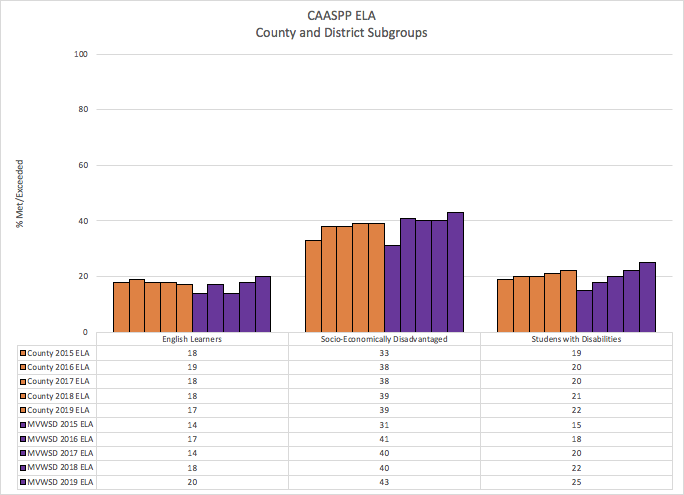 CAASPP ELA
County and District Subgroups
% Met/Exceeded
100
80
60
40
20
0
English Learners Socio-Economically Disadvantaged Studens with Disabilities
County 2015 ELA 18 33 19
County 2016 ELA 19 38 20
County 2017 ELA 18 38 20
County 2018 ELA 18 39 21
County 2019 ELA 17 39 22
MVWSD 2015 ELA 14 31 15
MVWSD 2016 ELA 17 41 18
MVWSD 2017 ELA 14 40 20
MVWSD 2018 ELA 18 40 22
MVWSD 2019 ELA 20 43 25